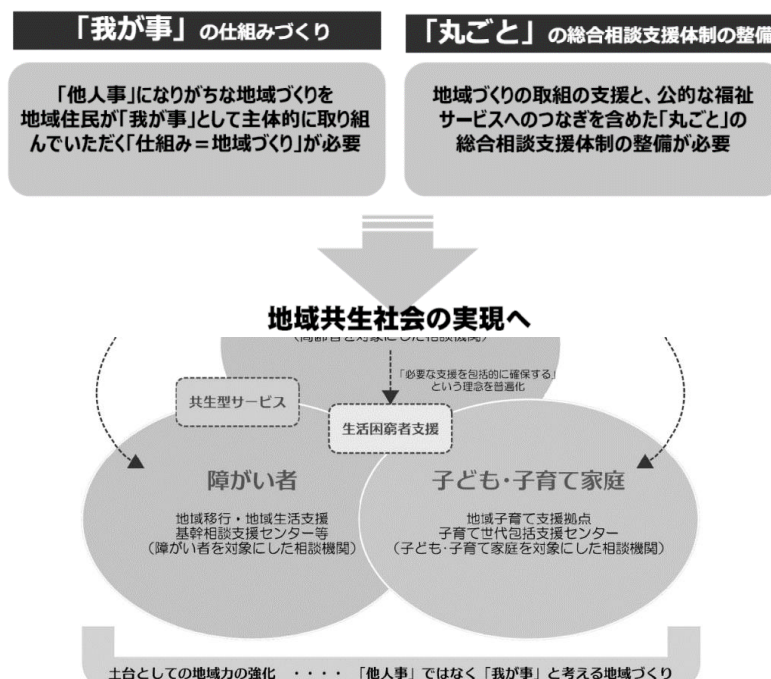 「我が事」の仕組みづくり
「丸ごと」の総合相談支援体制の整備
「他人事」になりがちな地域づくりを
地域住民が「我が事」として主体的に取り組
んでいただく「仕組み＝地域づくり」が必要
地域づくりの取組の支援と、公的な福祉
サービスへのつなぎを含めた「丸ごと」の
総合相談支援体制の整備が必要
地域共生社会の実現へ
(高齢者を対象にした相談機関)
「必要な支援を包括的に確保する」
という理念を普遍化
共生型サービス
生活困窮者支援
障がい者
地域移行・地域生活支援
基幹相談支援センター等
(障がい者を対象にした相談機関)
子ども・子育て家庭
地域子育て支援拠点
子育て世代包括支援センター
(子ども・子育て家庭を対象にした相談機関)
土台としての地域力の強化 ・・・・ 「他人事」ではなく「我が事」と考える地域づくり